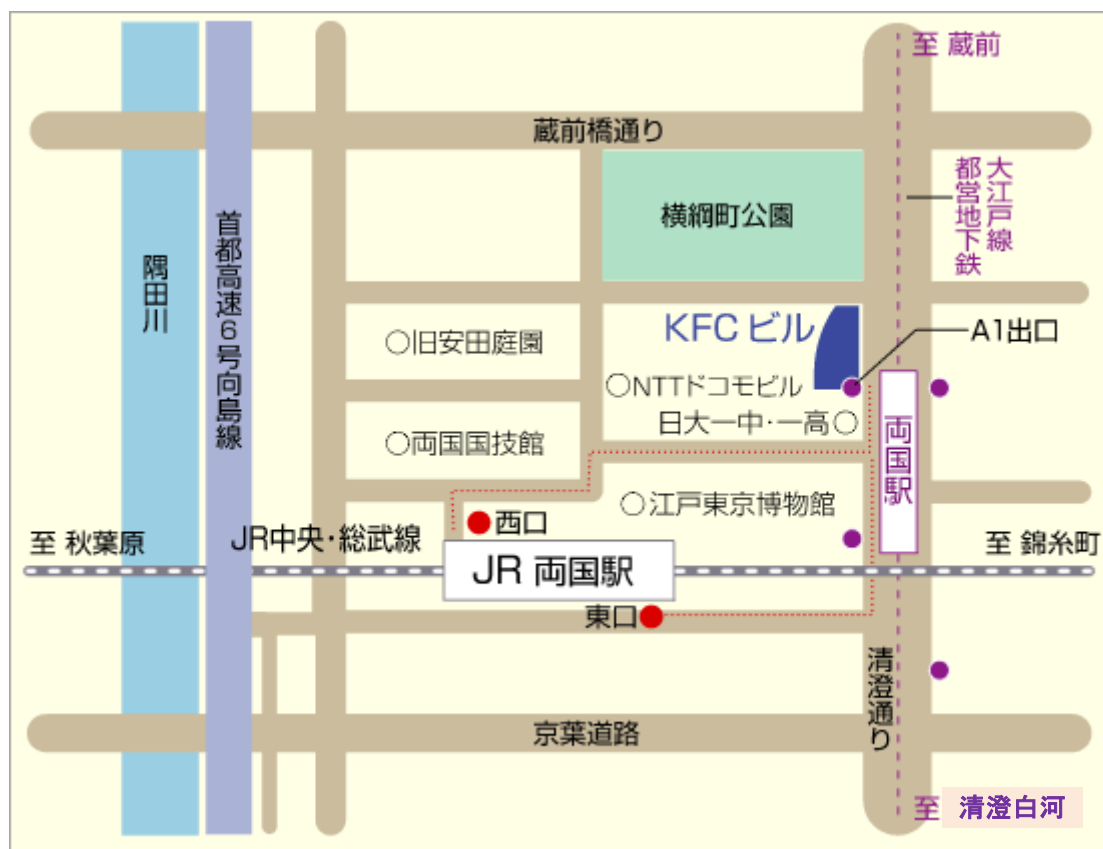 至 蔵前
蔵前橋通り
大江戸線
都営地下鉄
横綱町公園
首都高速6号向島線
隅田川
KFC ビル
A1出口
○旧安田庭園
○NTTドコモビル
日大一中・一高○
○両国国技館
両国駅
○江戸東京博物館
西口
至 秋葉原
JR中央・総武線
至 錦糸町
JR 両国駅
東口
清澄通り
京葉道路
至 清澄白河